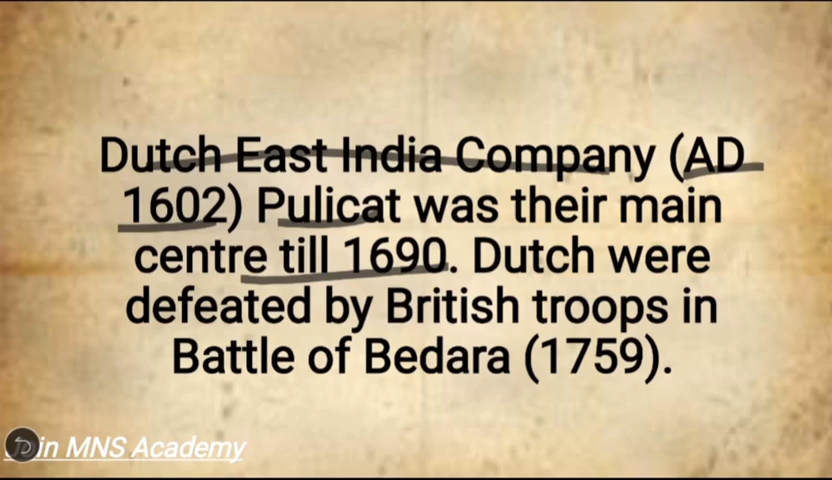 Dutch East India Company (AD
1602) Pulicat was their main
centre till 1690. Dutch were
defeated by British troops in
Battle of Bedara (1759).
in MNS Academy